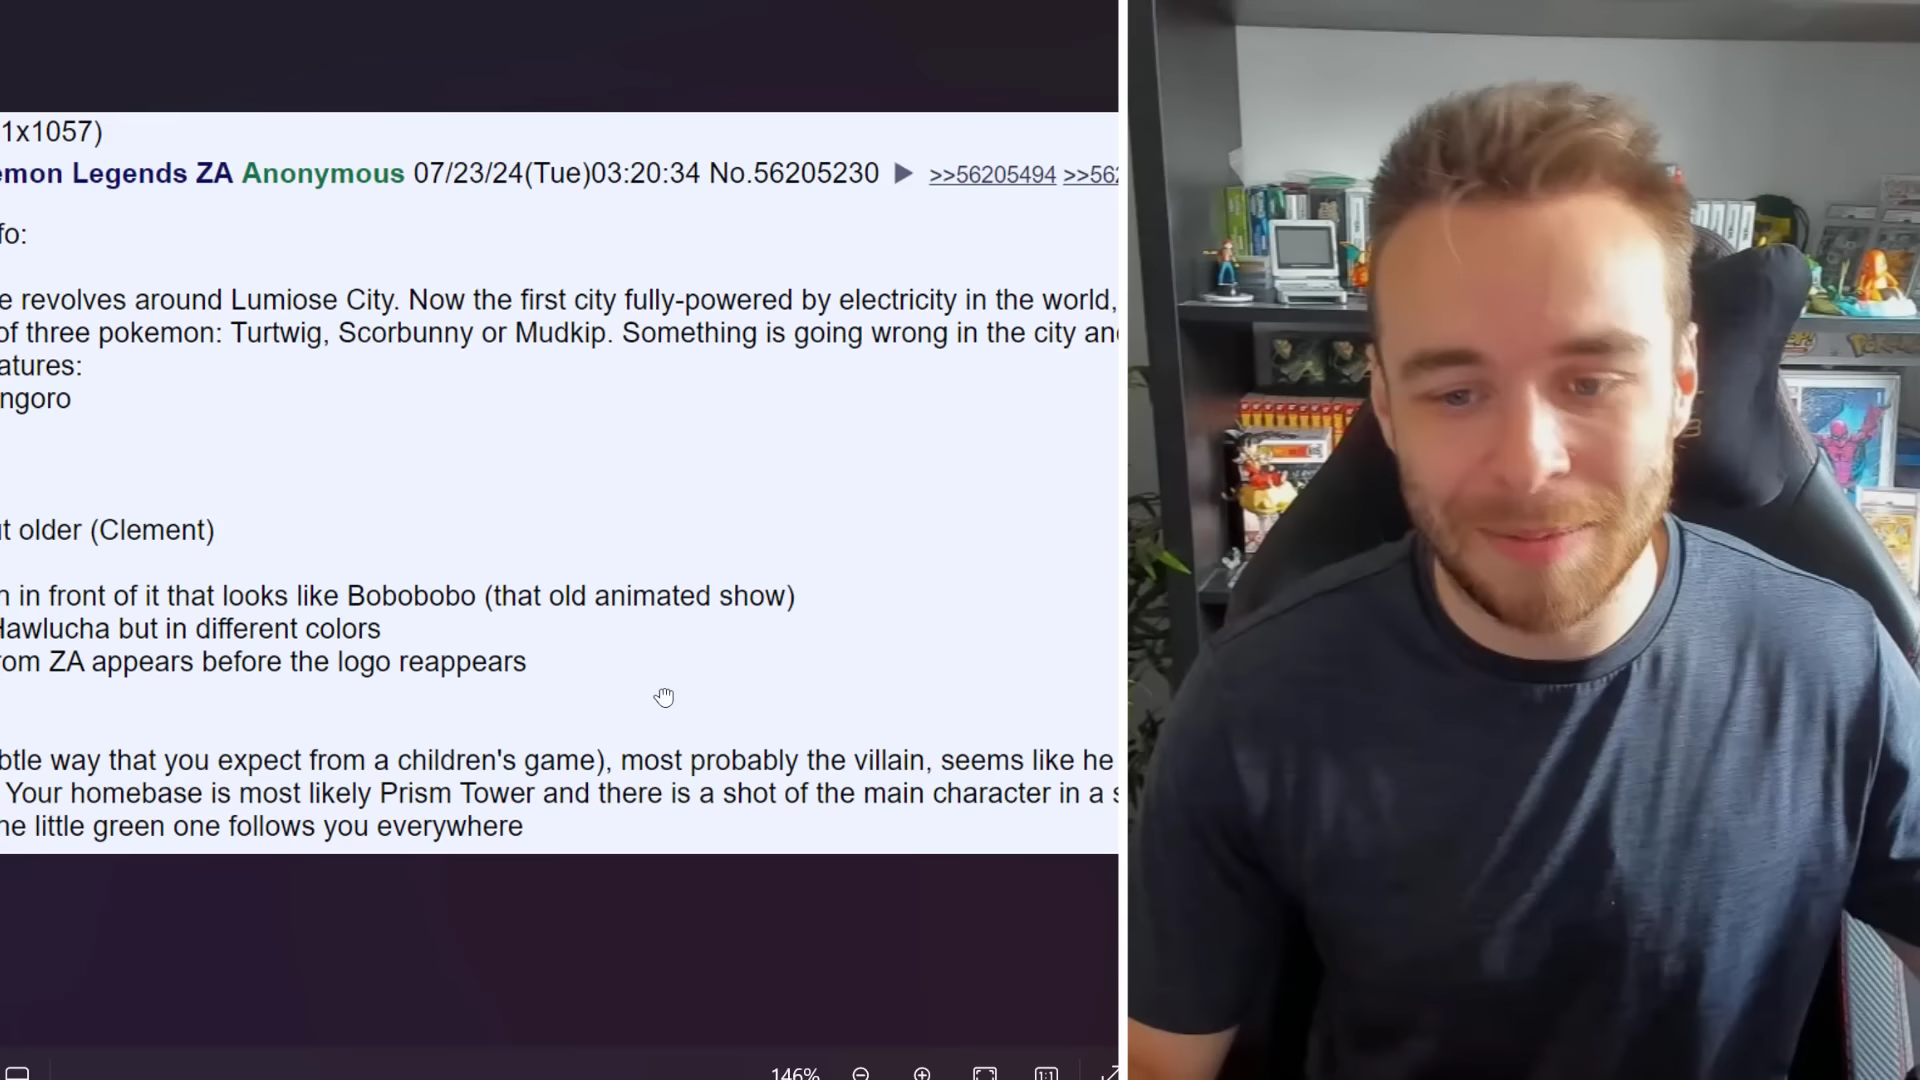 1x1057)
emon Legends ZA Anonymous 07/23/24(Tue)03:20:34 No.56205230 ▶ >>56205494 >>562
fo:
e revolves around Lumiose City. Now the first city fully-powered by electricity in the world,
of three pokemon: Turtwig, Scorbunny or Mudkip. Something is going wrong in the city and
atures:
ngoro
t older (Clement)
n in front of it that looks like Bobobobo (that old animated show)
Hawlucha but in different colors
rom ZA appears before the logo reappears
btle way that you expect from a children's game), most probably the villain, seems like he
Your homebase is most likely Prism Tower and there is a shot of the main character in a s
he little green one follows you everywhere
146%
1:1